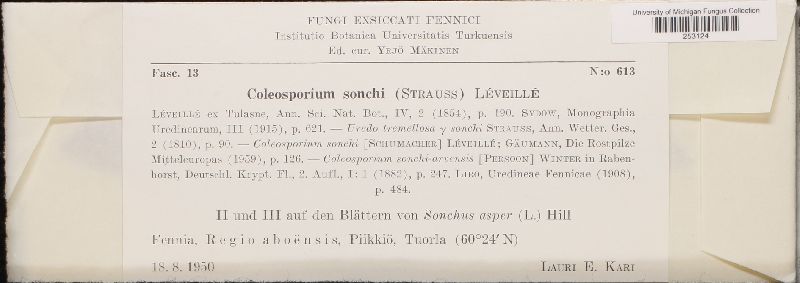 University of Michigan Fungus Collection
253124
FUNGI EXSICCATI FENNICI
Institutio Botanica Universitatis Turkuensis
Ed. cur. YRJÖ MÄKINEN
Fasc. 13
N:o 613
Coleosporium sonchi (STRAUSS) LÉVEILLÉ
LÉVEILLÉ ex Tulasne, Ann. Sci. Nat. Bot., IV, 2 (1854), p. 190. SYDOW, Monographia
Uredinearum, III (1915), p. 621. — Uredo tremellosa γ sonchi STRAUSS, Ann. Wetter. Ges.,
2 (1810), p. 90. — Coleosporium sonchi [SCHUMACHER] LÉVEILLÉ; GÄUMANN, Die Rostpilze
Mitteleuropas (1959), p. 126. — Coleosporium sonchi-arvensis [PERSOON] WINTER in Raben-
horst, Deutschl. Krypt. Fl., 2. Aufl., I: 1 (1882), p. 247. LIRO, Uredineae Fennicae (1908),
p. 484.
II und III auf den Blättern von Sonchus asper (L.) Hill
Fennia, Regio aboënsis, Piikkiö, Tuorla (60°24′ N)
18. 8. 1950
LAURI E. KARI